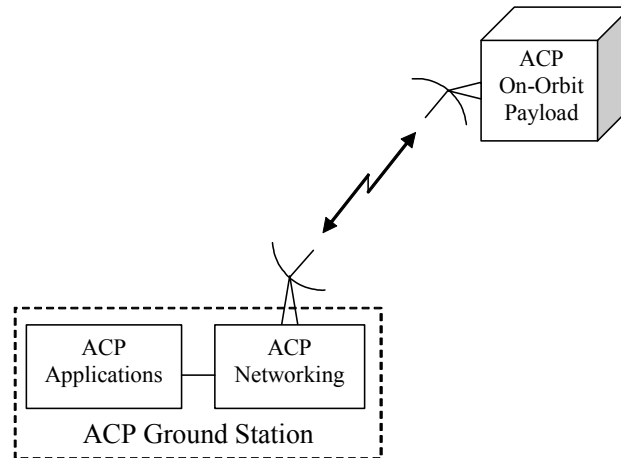 ACP
On-Orbit
Payload
ACP
Applications
ACP
Networking
ACP Ground Station